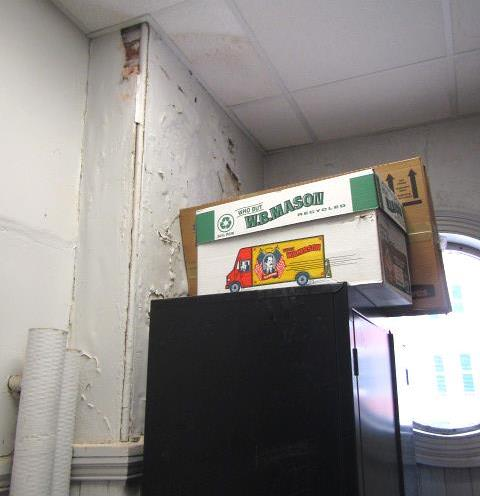 WHO BUT
W.B. MASON
RECYCLED
W.B. MASON